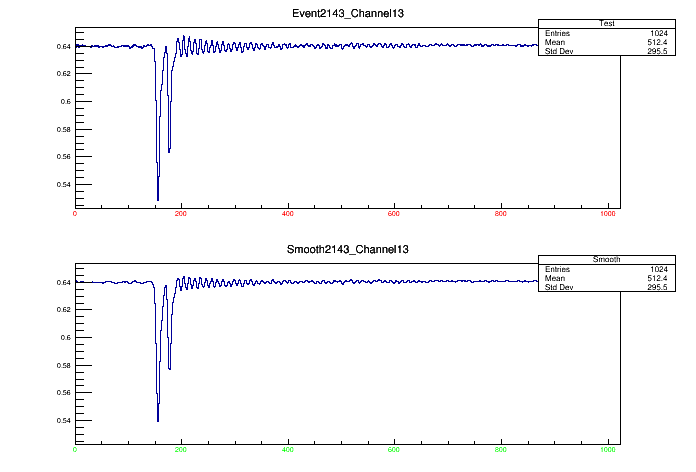 Event2143_Channel13
Test
Entries 1024
Mean 512.4
Std Dev 295.5
0.64
0.62
0.6
0.58
0.56
0.54
0 200 400 600 800 1000
Smooth2143_Channel13
Smooth
Entries 1024
Mean 512.4
Std Dev 295.5
0.64
0.62
0.6
0.58
0.56
0.54
0 200 400 600 800 1000